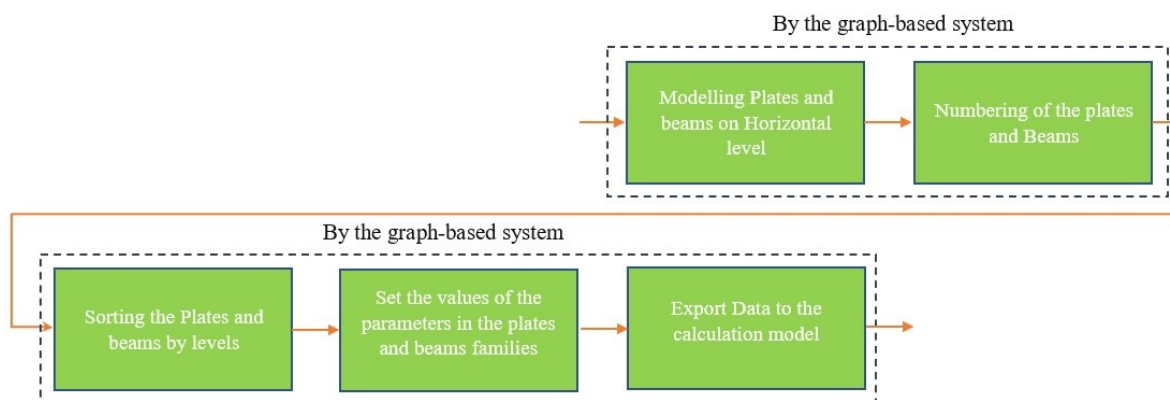 By the graph-based system
Modelling Plates and
beams on Horizontal
level
Numbering of the plates
and Beams
By the graph-based system
Sorting the Plates and
beams by levels
Set the values of the
parameters in the plates
and beams families
Export Data to the
calculation model